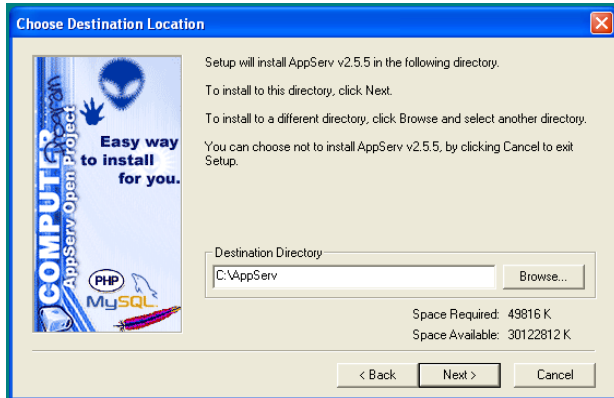 Choose Destination Location
Setup will install AppServ v2.5.5 in the following directory.
To install to this directory, click Next.
To install to a different directory, click Browse and select another directory.
You can choose not to install AppServ v2.5.5, by clicking Cancel to exit
Setup.
COMPUTER
Program
AppServ Open Project
Easy way
to install
for you.
PHP
MySQL
Destination Directory
C:\AppServ
Browse...
Space Required: 49816 K
Space Available: 30122812 K
< Back
Next >
Cancel